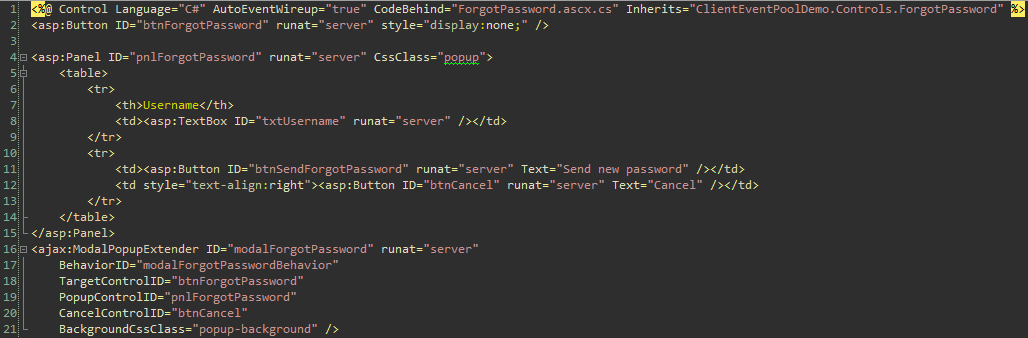 1 <%@ Control Language="C#" AutoEventWireup="true" CodeBehind="ForgotPassword.ascx.cs" Inherits="ClientEventPoolDemo.Controls.ForgotPassword" %>
2 <asp:Button ID="btnForgotPassword" runat="server" style="display:none;" />
3
4 <asp:Panel ID="pnlForgotPassword" runat="server" CssClass="popup">
5     <table>
6         <tr>
7             <th>Username</th>
8             <td><asp:TextBox ID="txtUsername" runat="server" /></td>
9         </tr>
10         <tr>
11             <td><asp:Button ID="btnSendForgotPassword" runat="server" Text="Send new password" /></td>
12             <td style="text-align:right"><asp:Button ID="btnCancel" runat="server" Text="Cancel" /></td>
13         </tr>
14     </table>
15 </asp:Panel>
16 <ajax:ModalPopupExtender ID="modalForgotPassword" runat="server"
17     BehaviorID="modalForgotPasswordBehavior"
18     TargetControlID="btnForgotPassword"
19     PopupControlID="pnlForgotPassword"
20     CancelControlID="btnCancel"
21     BackgroundCssClass="popup-background" />